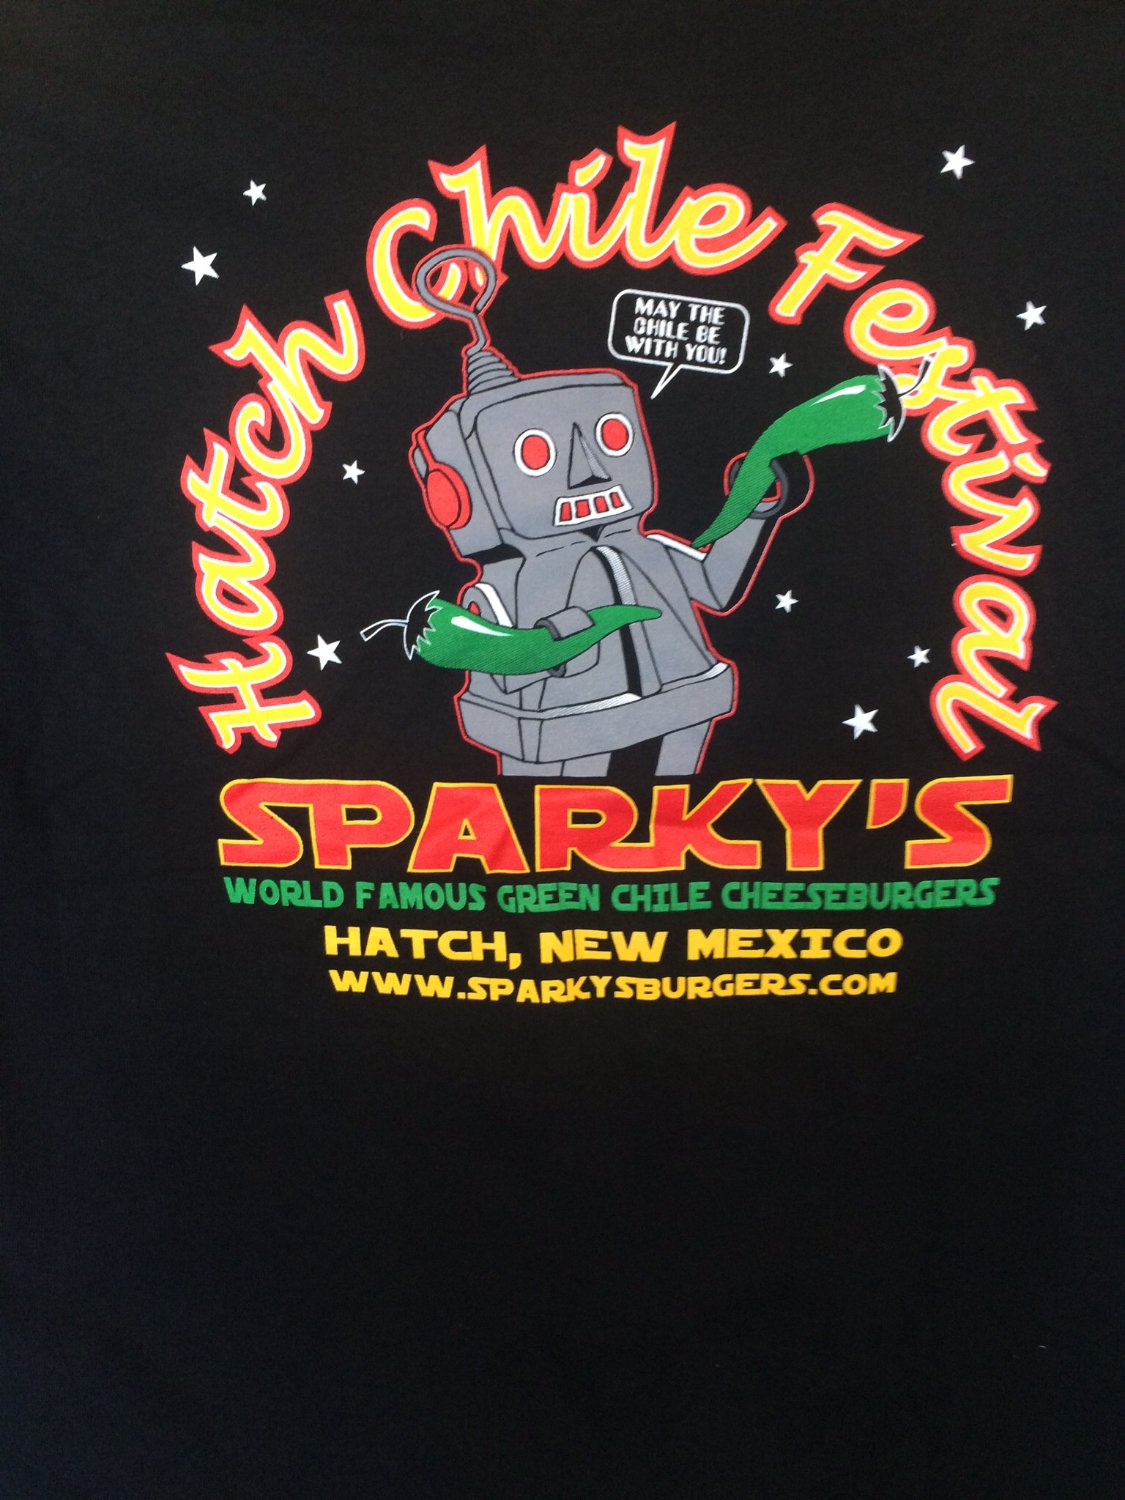 Hatch Chile Festival
MAY THE
CHILE BE
WITH YOU!
SPARKY'S
WORLD FAMOUS GREEN CHILE CHEESEBURGERS
HATCH, NEW MEXICO
WWW.SPARKYSBURGERS.COM